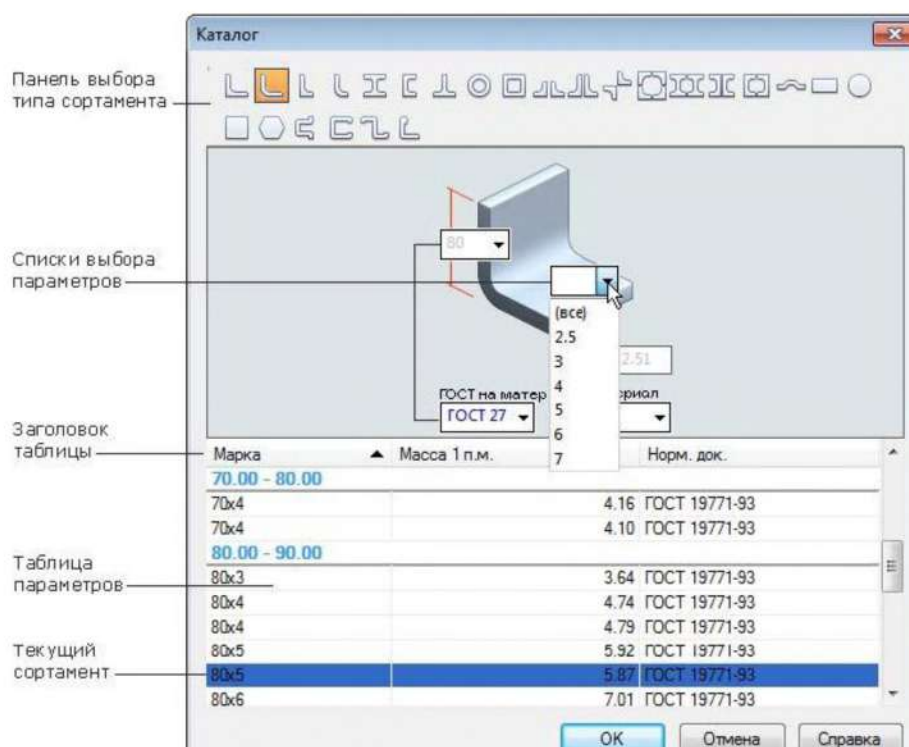 Каталог
Панель выбора
типа сортамента
80
Списки выбора
параметров
(все)
2.5
3
4
5
6
7
2.51
ГОСТ на матер
риал
ГОСТ 27
Заголовок
таблицы
Марка Масса 1 п.м. Норм. док.
70.00 - 80.00
70x4 4.16 ГОСТ 19771-93
70x4 4.10 ГОСТ 19771-93
80.00 - 90.00
Таблица
параметров
80x3 3.64 ГОСТ 19771-93
80x4 4.74 ГОСТ 19771-93
80x4 4.79 ГОСТ 19771-93
80x5 5.92 ГОСТ 19771-93
Текущий
сортамент
80x5 5.87 ГОСТ 19771-93
80x6 7.01 ГОСТ 19771-93
OK Отмена Справка